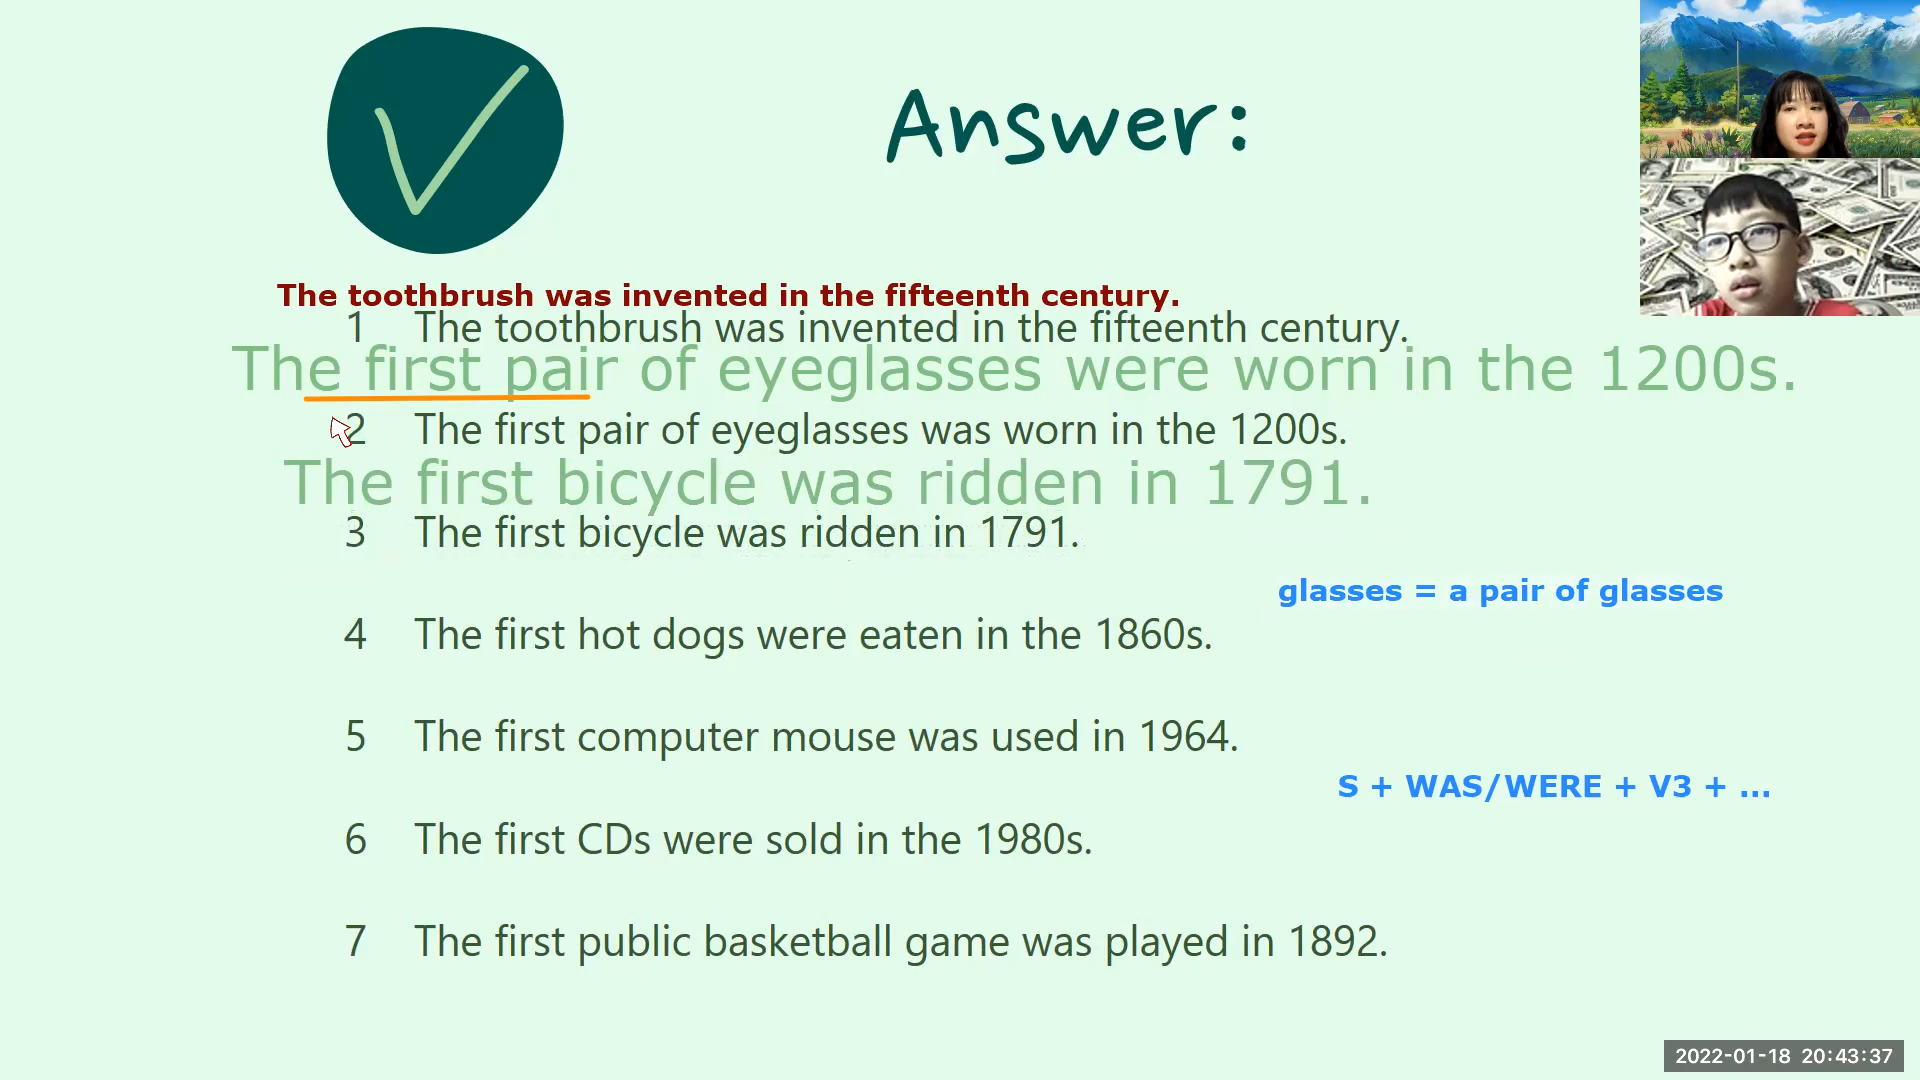 Answer:
The toothbrush was invented in the fifteenth century.
1 The toothbrush was invented in the fifteenth century.
The first pair of eyeglasses were worn in the 1200s.
2 The first pair of eyeglasses was worn in the 1200s.
The first bicycle was ridden in 1791.
3 The first bicycle was ridden in 1791.
glasses = a pair of glasses
4 The first hot dogs were eaten in the 1860s.
5 The first computer mouse was used in 1964.
S + WAS/WERE + V3 + ...
6 The first CDs were sold in the 1980s.
7 The first public basketball game was played in 1892.
2022-01-18 20:43:37